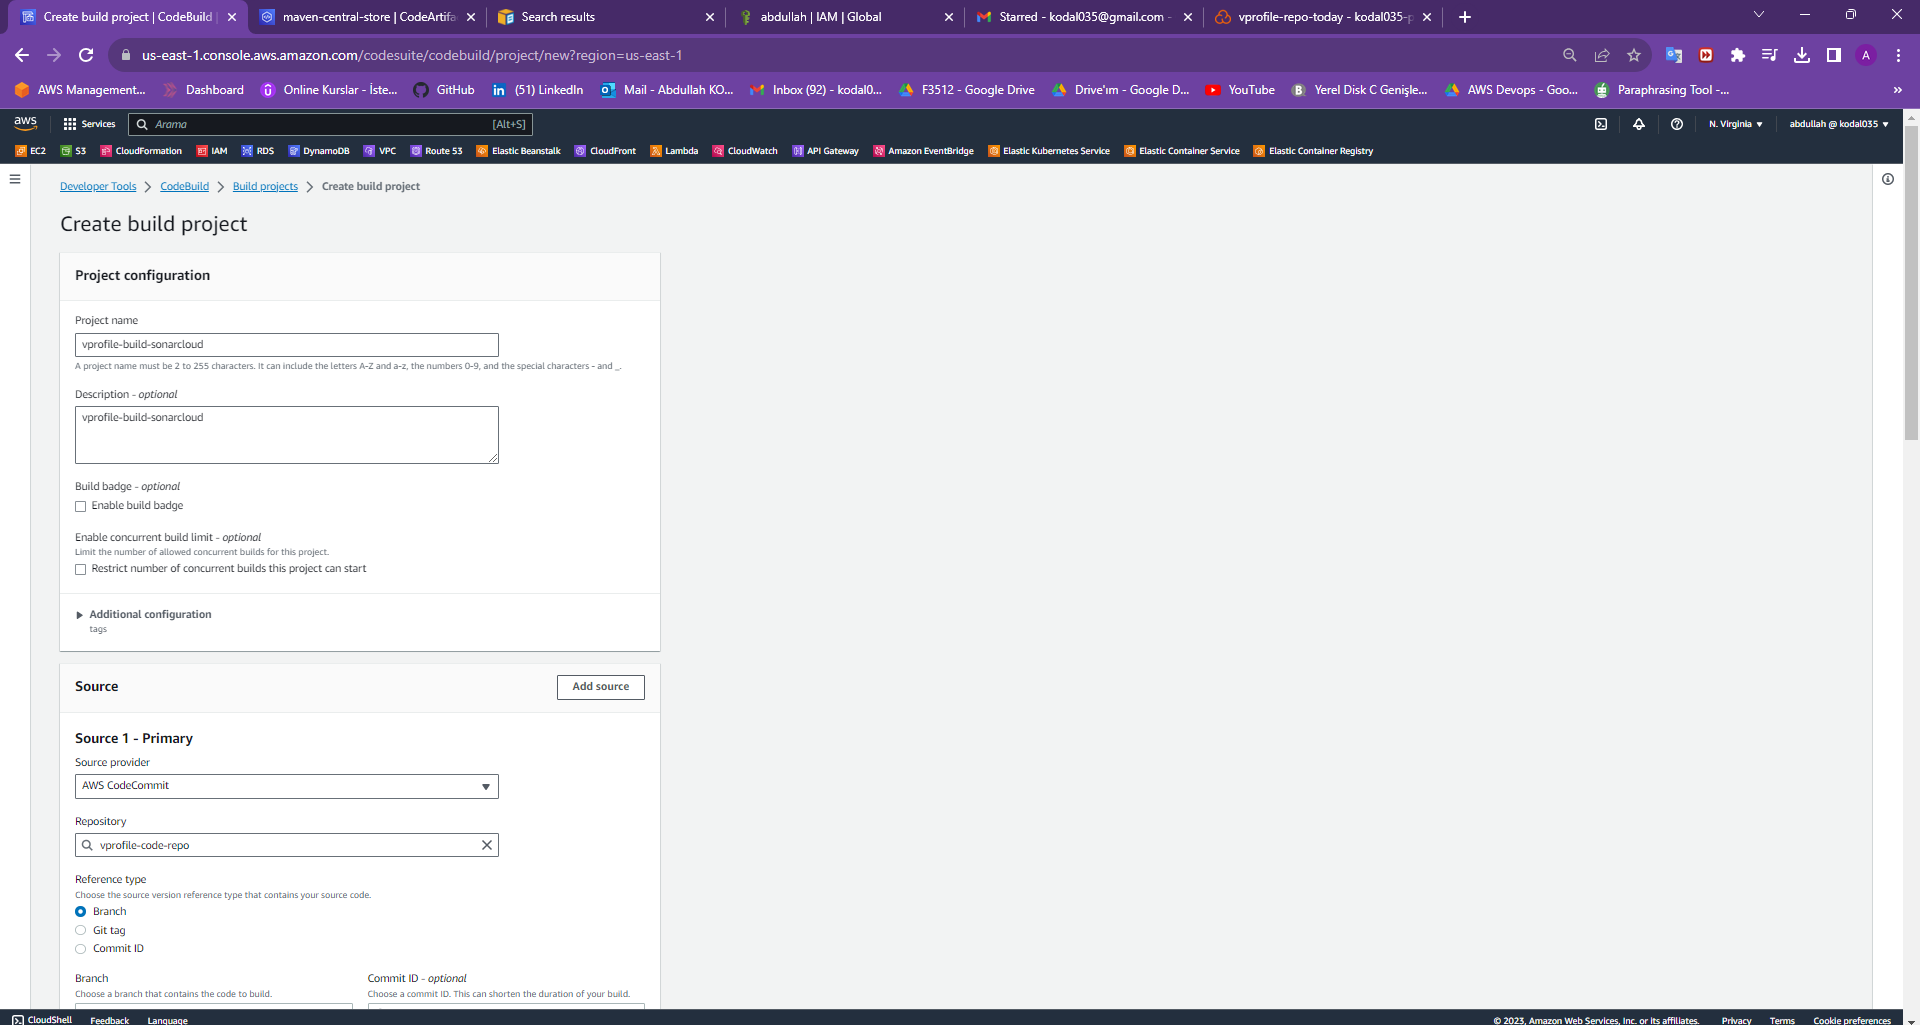 Create build project | CodeBuild
maven-central-store | CodeArtifa
Search results
abdullah | IAM | Global
Starred - kodal035@gmail.com -
vprofile-repo-today - kodal035-p
us-east-1.console.aws.amazon.com/codesuite/codebuild/project/new?region=us-east-1
A
AWS Management...
Dashboard
Online Kurslar - İste...
GitHub
(51) LinkedIn
Mail - Abdullah KO...
Inbox (92) - kodal0...
F3512 - Google Drive
Drive'ım - Google D...
YouTube
Yerel Disk C Genişle...
AWS Devops - Goo...
Paraphrasing Tool -...
»
aws
Services
Arama
[Alt+S]
N. Virginia
abdullah @ kodal035
EC2
S3
CloudFormation
IAM
RDS
DynamoDB
VPC
Route 53
Elastic Beanstalk
CloudFront
Lambda
CloudWatch
API Gateway
Amazon EventBridge
Elastic Kubernetes Service
Elastic Container Service
Elastic Container Registry
Developer Tools
CodeBuild
Build projects
Create build project
Create build project
Project configuration
Project name
vprofile-build-sonarcloud
A project name must be 2 to 255 characters. It can include the letters A-Z and a-z, the numbers 0-9, and the special characters - and _.
Description - optional
vprofile-build-sonarcloud
Build badge - optional
Enable build badge
Enable concurrent build limit - optional
Limit the number of allowed concurrent builds for this project.
Restrict number of concurrent builds this project can start
Additional configuration
tags
Source
Add source
Source 1 - Primary
Source provider
AWS CodeCommit
Repository
vprofile-code-repo
Reference type
Choose the source version reference type that contains your source code.
Branch
Git tag
Commit ID
Branch
Choose a branch that contains the code to build.
Commit ID - optional
Choose a commit ID. This can shorten the duration of your build.
CloudShell
Feedback
Language
© 2023, Amazon Web Services, Inc. or its affiliates.
Privacy
Terms
Cookie preferences